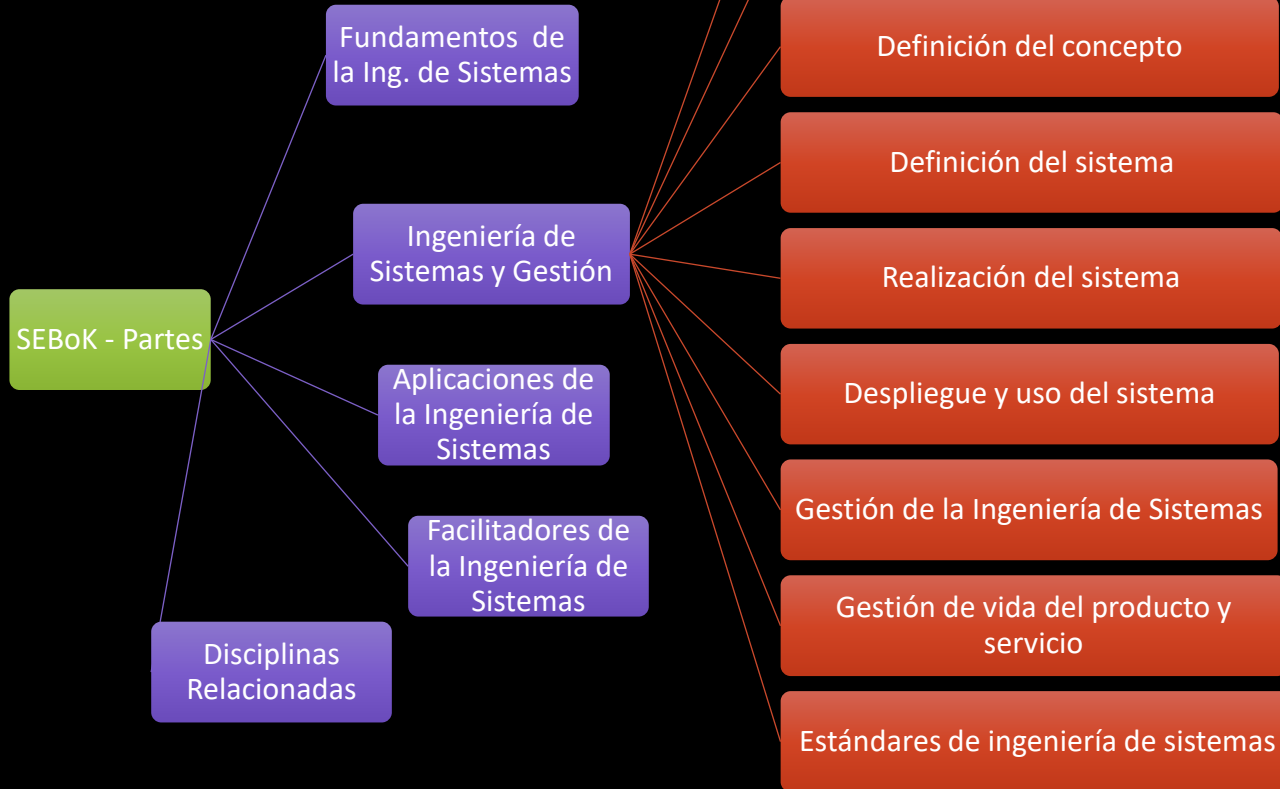 SEBoK - Partes
Fundamentos de
la Ing. de Sistemas
Ingeniería de
Sistemas y Gestión
Aplicaciones de
la Ingeniería de
Sistemas
Facilitadores de
la Ingeniería de
Sistemas
Disciplinas
Relacionadas
Definición del concepto
Definición del sistema
Realización del sistema
Despliegue y uso del sistema
Gestión de la Ingeniería de Sistemas
Gestión de vida del producto y
servicio
Estándares de ingeniería de sistemas